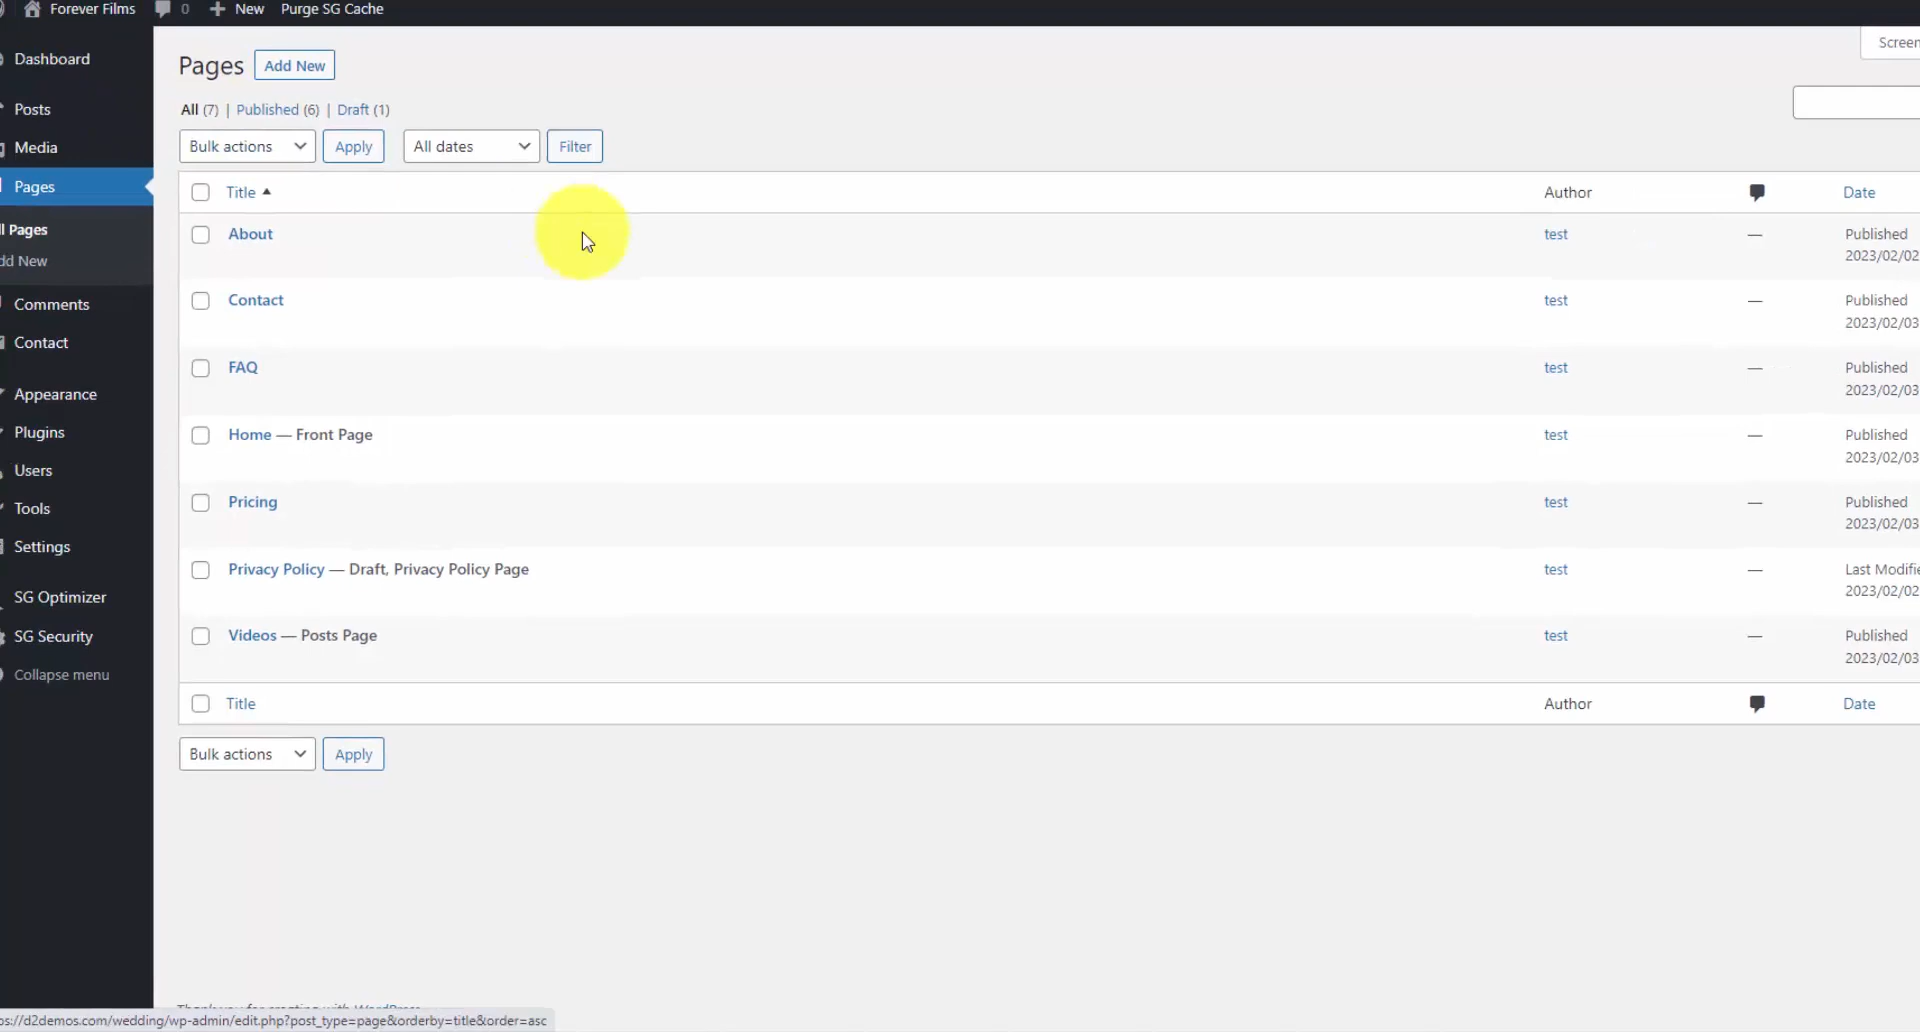 Forever Films 0 New Purge SG Cache
Screen
Dashboard
Posts
Media
Pages
ll Pages
dd New
Comments
Contact
Appearance
Plugins
Users
Tools
Settings
SG Optimizer
SG Security
Collapse menu
Pages Add New
All (7) | Published (6) | Draft (1)
Bulk actions Apply All dates Filter
Title Author Date
About test — Published
2023/02/02
Contact test — Published
2023/02/03
FAQ test — Published
2023/02/03
Home — Front Page test — Published
2023/02/03
Pricing test — Published
2023/02/03
Privacy Policy — Draft, Privacy Policy Page test — Last Modifie
2023/02/02
Videos — Posts Page test — Published
2023/02/03
Title Author Date
Bulk actions Apply
Thank you for creating with WordPress
ps://d2demos.com/wedding/wp-admin/edit.php?post_type=page&orderby=title&order=asc